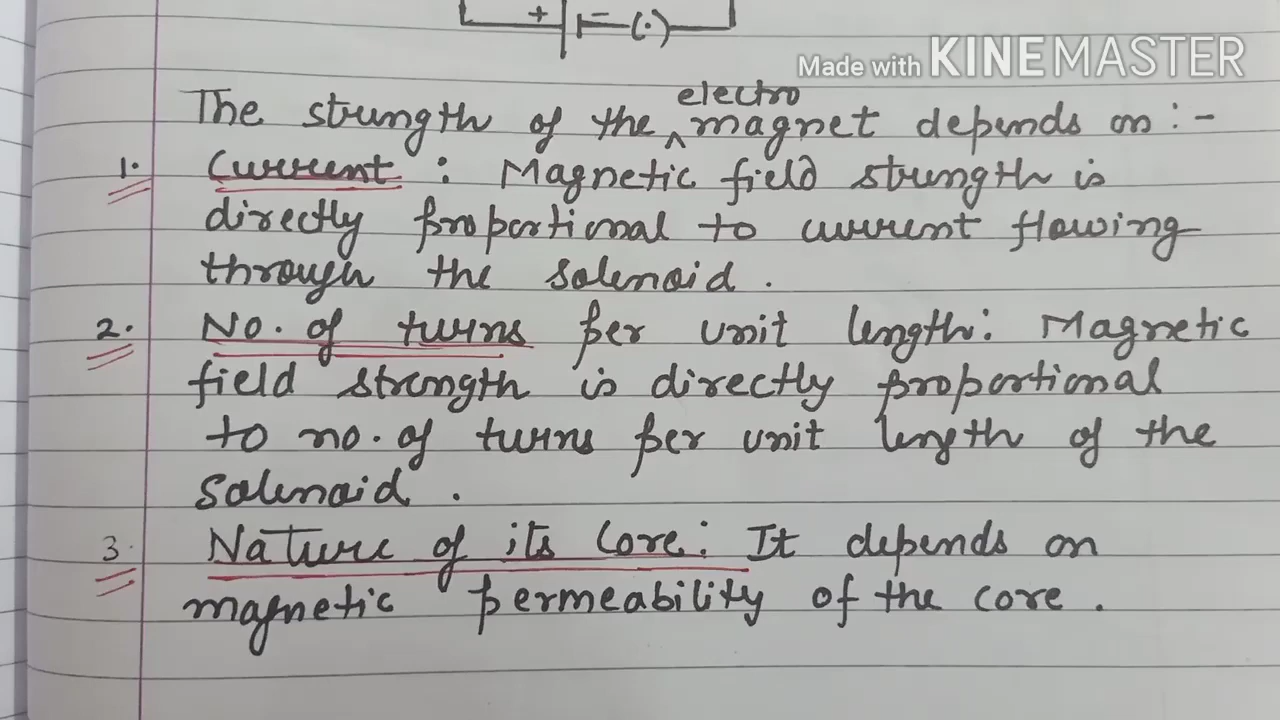 + -
Made with KINEMASTER
The strength of the electro magnet depends on :-
1. Current : Magnetic field strength is
directly proportional to current flowing
through the solenoid .
2. No. of turns per unit length: Magnetic
field strength is directly proportional
to no. of turns per unit length of the
Solenoid .
3. Nature of its Core: It depends on
magnetic permeability of the core .